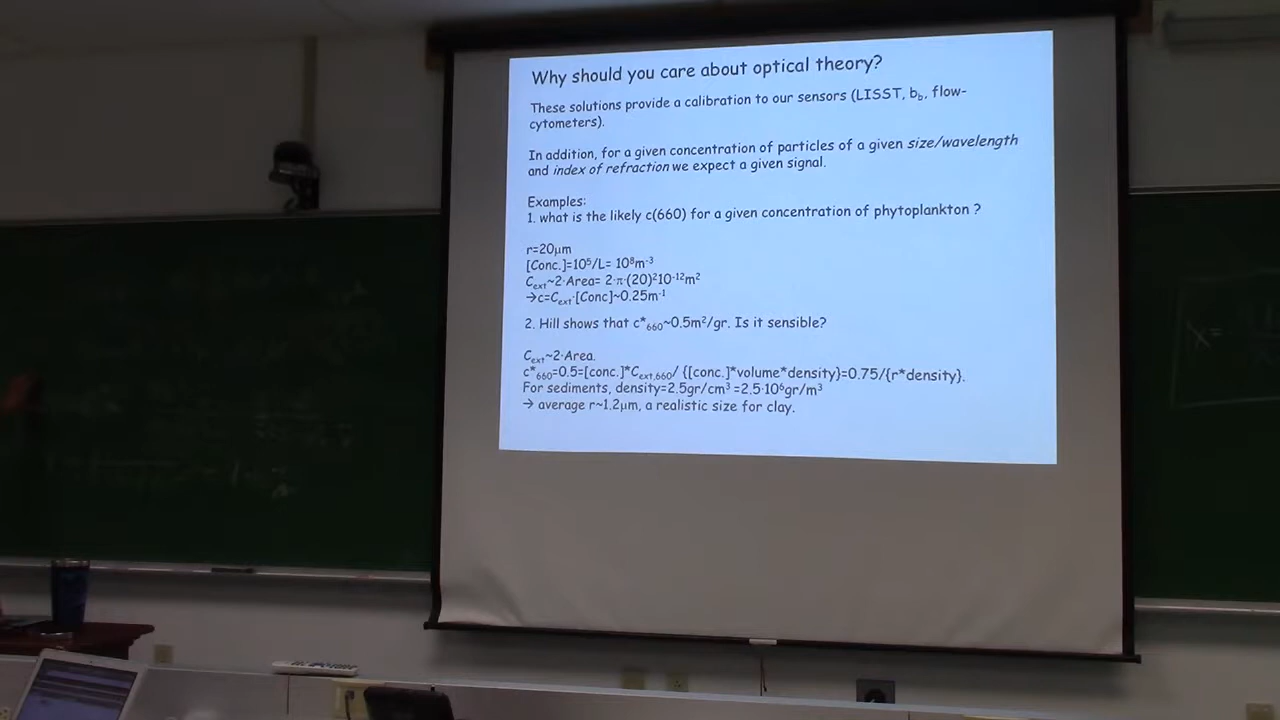 Why should you care about optical theory?
These solutions provide a calibration to our sensors (LISST, b_b, flow-
cytometers).
In addition, for a given concentration of particles of a given size/wavelength
and index of refraction we expect a given signal.
Examples:
1. what is the likely c(660) for a given concentration of phytoplankton ?
r=20μm
[Conc.]=10⁵/L= 10⁸m⁻³
C_ext~2·Area= 2·π·(20)²10⁻¹²m²
→c=C_ext·[Conc]~0.25m⁻¹
2. Hill shows that c*₆₆₀~0.5m²/gr. Is it sensible?
C_ext~2·Area.
c*₆₆₀=0.5=[conc.]*C_ext,660/ {[conc.]*volume*density}=0.75/{r*density}.
For sediments, density=2.5gr/cm³ =2.5·10⁶gr/m³
→ average r~1.2μm, a realistic size for clay.